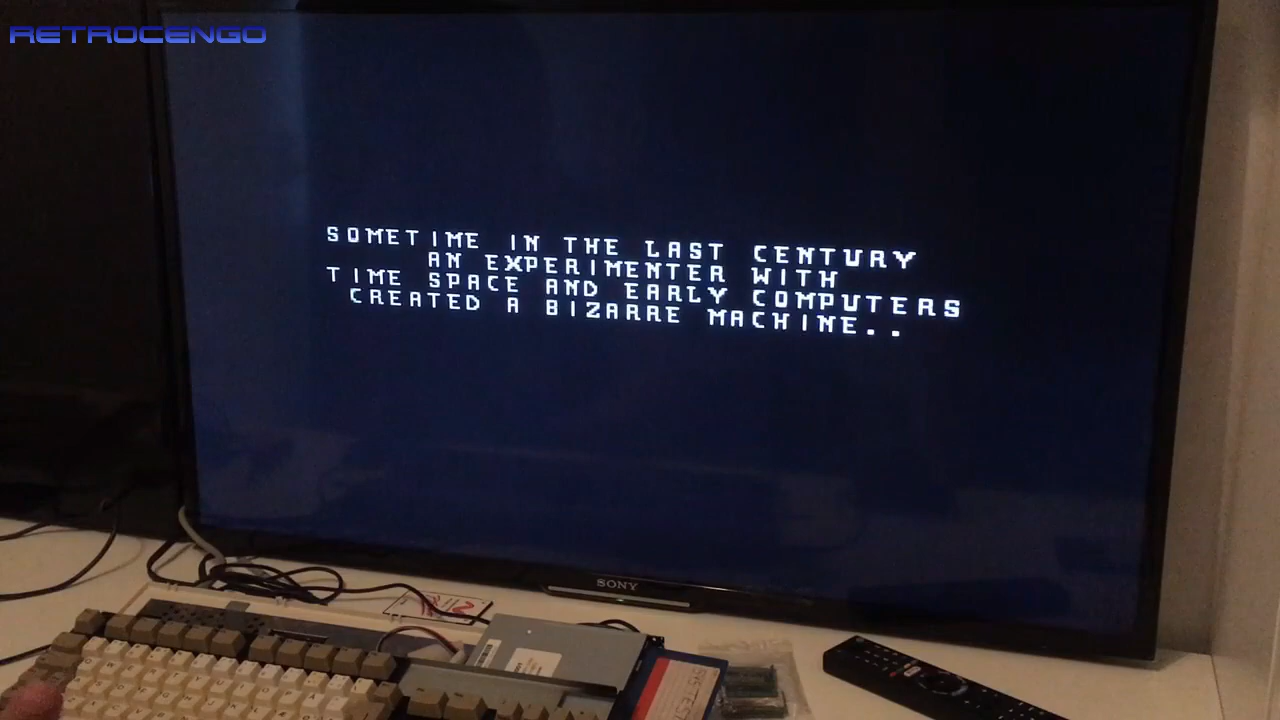 RETROCENGO
SOMETIME IN THE LAST CENTURY
AN EXPERIMENTER WITH
TIME SPACE AND EARLY COMPUTERS
CREATED A BIZARRE MACHINE..
SONY